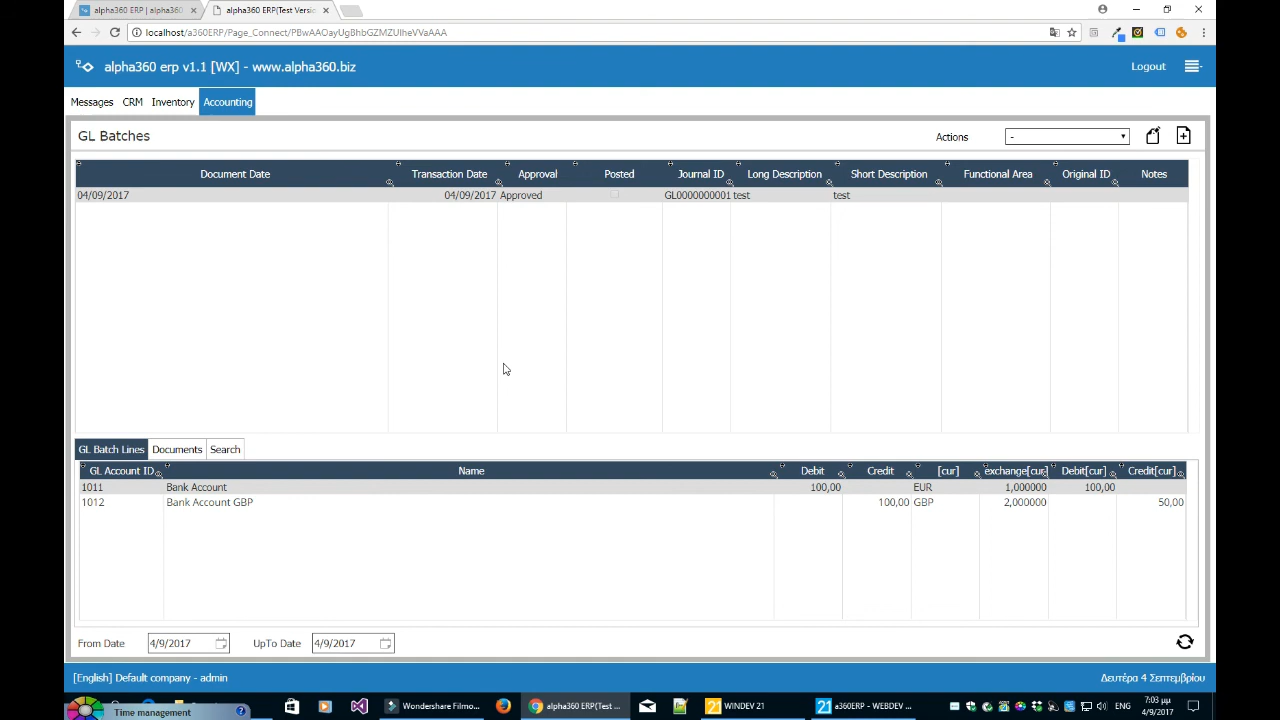 alpha360 ERP | alpha360
alpha360 ERP(Test Versio
localhost/a360ERP/Page_Connect/PBwAAOayUgBhbGZMZUlheVVaAAA
alpha360 erp v1.1 [WX] - www.alpha360.biz
Logout
Messages CRM Inventory Accounting
GL Batches
Actions
-
Document Date Transaction Date Approval Posted Journal ID Long Description Short Description Functional Area Original ID Notes
04/09/2017 04/09/2017 Approved GL0000000001 test test
GL Batch Lines Documents Search
GL Account ID Name Debit Credit [cur] exchange[cur] Debit[cur] Credit[cur]
1011 Bank Account 100,00 EUR 1,000000 100,00
1012 Bank Account GBP 100,00 GBP 2,000000 50,00
From Date 4/9/2017 UpTo Date 4/9/2017
[English] Default company - admin
Δευτέρα 4 Σεπτεμβρίου
Time management
Wondershare Filmo...
alpha360 ERP(Test ...
21 WINDEV 21
21 a360ERP - WEBDEV ...
ENG
7:03 μμ
4/9/2017